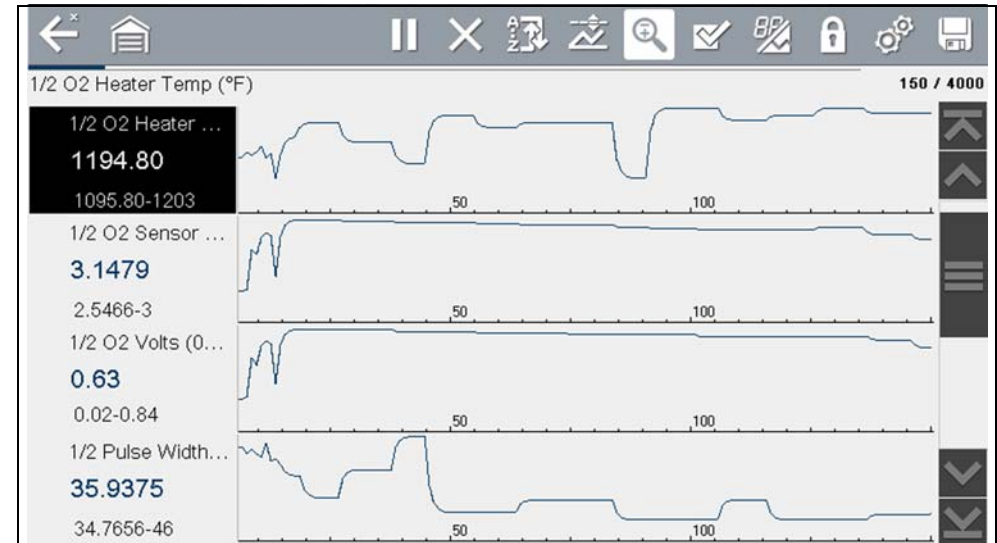 1/2 O2 Heater Temp (°F)
150 / 4000
1/2 O2 Heater ...
1194.80
1095.80-1203
50
100
1/2 O2 Sensor ...
3.1479
2.5466-3
50
100
1/2 O2 Volts (0...
0.63
0.02-0.84
50
100
1/2 Pulse Width...
35.9375
34.7656-46
50
100